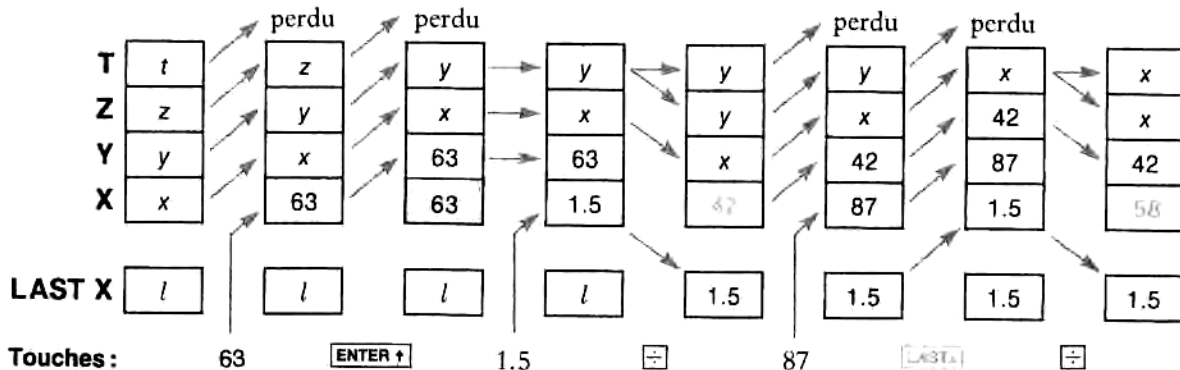 perdu perdu perdu perdu
T t z y y y y x x
Z z y x x y x 42 x
Y y x 63 63 x 42 87 42
X x 63 63 1.5 42 87 1.5 58
LAST X l l l l 1.5 1.5 1.5 1.5
Touches : 63 ENTER ↑ 1.5 ÷ 87 LAST x ÷